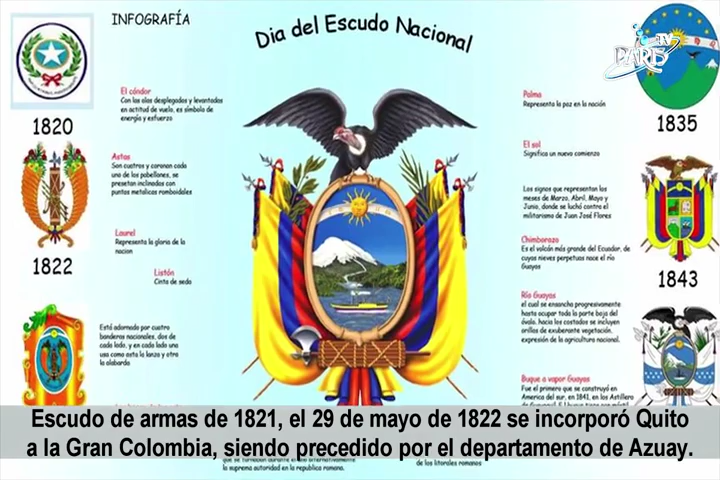 INFOGRAFÍA
Dia del Escudo Nacional
TV
PARIS
1820
1822
El cóndor
Con las alas desplegadas y levantadas
en actitud de vuelo, es símbolo de
energía y esfuerzo
Astas
Son cuatros y coronan cada
uno de los pabellones, se
presetan inclinados con
puntas metalicas romboidales
Laurel
Representa la gloria de la
nacion
Listón
Cinta de seda
Está adornado por cuatro
banderas nacionales, dos de
cada lado, y en cada lado una
usa como asta la lanza y otra
la alabarda
Palma
Representa la paz en la nación
El sol
Significa un nuevo comienzo
Los signos que representan los
meses de Marzo, Abril, Mayo y
Junio, donde se luchó contra el
militarismo de Juan José Flores
Chimborazo
Es el volcán más grande del Ecuador, de
cuyas nieves perpetuas nace el río
Guayas
Río Guayas
el cual se ensancha progresivamente
hasta ocupar toda la parte baja del
óvalo, hacia los costados se incluyen
orillas de exuberante vegetación,
expresión de la agricultura nacional.
Buque a vapor Guayas
Fue el primero que se construyó en
America del sur, en 1841, en los Astillero
1835
1843
Escudo de armas de 1821, el 29 de mayo de 1822 se incorporó Quito
a la Gran Colombia, siendo precedido por el departamento de Azuay.
la suprema autoridad en la republica romana.
de los litorales romanos